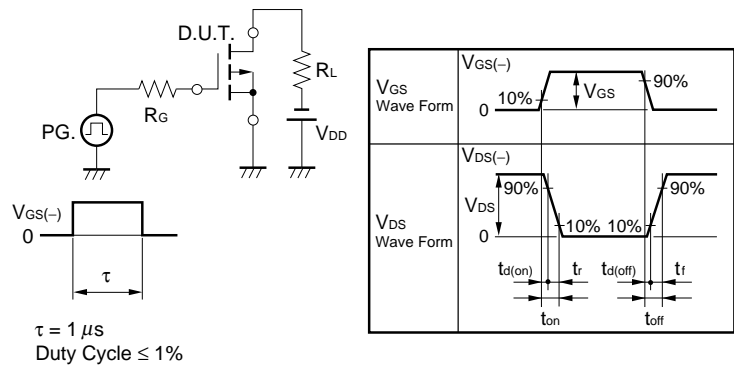 D.U.T.
RL
RG
PG.
VDD
VGS(−)
0
τ
τ = 1 μs
Duty Cycle ≤ 1%
VGS
Wave Form
VGS(−)
10%
0
VGS
90%
VDS
Wave Form
VDS(−)
90%
VDS
0
10% 10%
90%
td(on) tr td(off) tf
ton toff